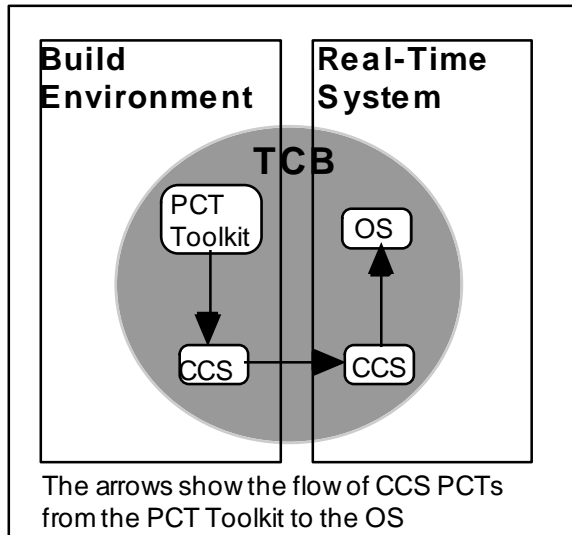 Build
Environment
Real-Time
System
TCB
PCT
Toolkit
OS
CCS
CCS
The arrows show the flow of CCS PCTs
from the PCT Toolkit to the OS